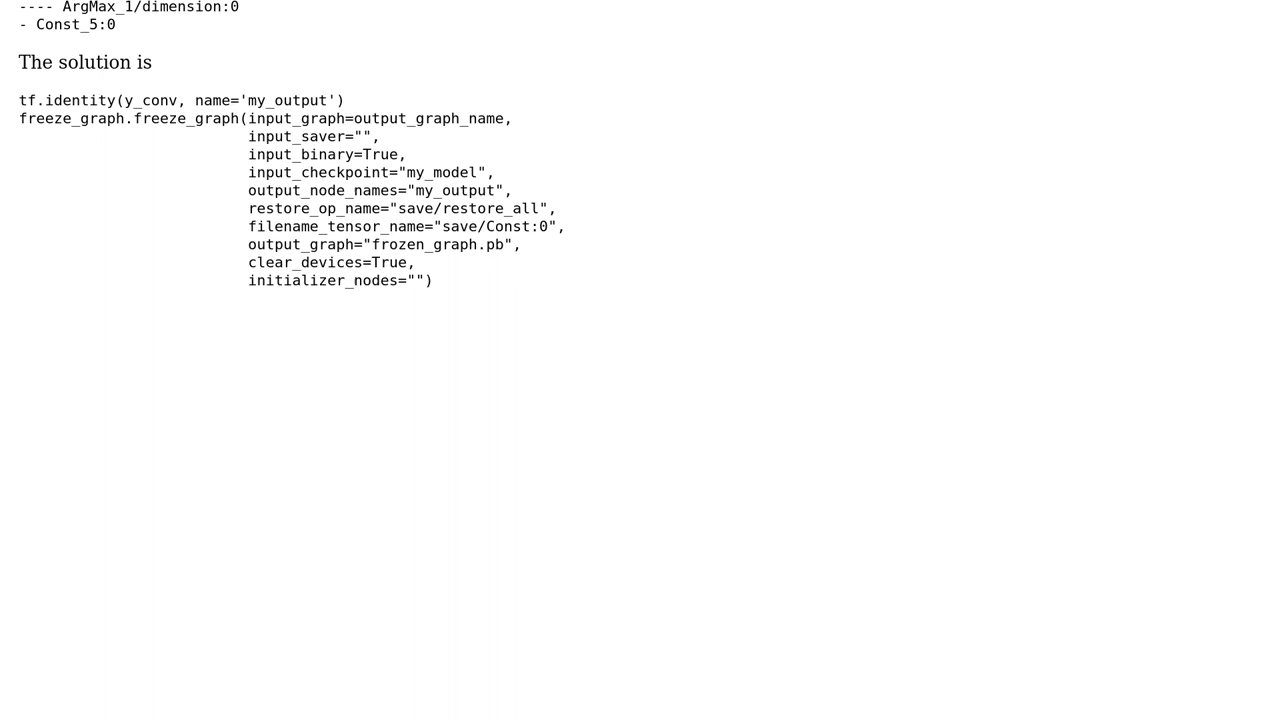 ---- ArgMax_1/dimension:0
- Const_5:0
The solution is
tf.identity(y_conv, name='my_output')
freeze_graph.freeze_graph(input_graph=output_graph_name,
                          input_saver="",
                          input_binary=True,
                          input_checkpoint="my_model",
                          output_node_names="my_output",
                          restore_op_name="save/restore_all",
                          filename_tensor_name="save/Const:0",
                          output_graph="frozen_graph.pb",
                          clear_devices=True,
                          initializer_nodes="")